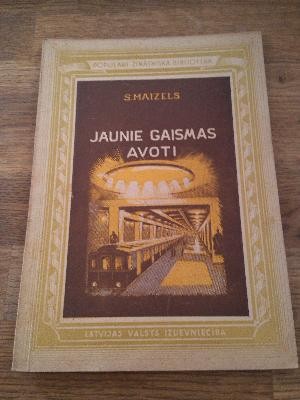 POPULĀRI ZINĀTNISKĀ BIBLIOTĒKA
S. MAIZELS
JAUNIE GAISMAS
AVOTI
LATVIJAS VALSTS IZDEVNIECĪBA